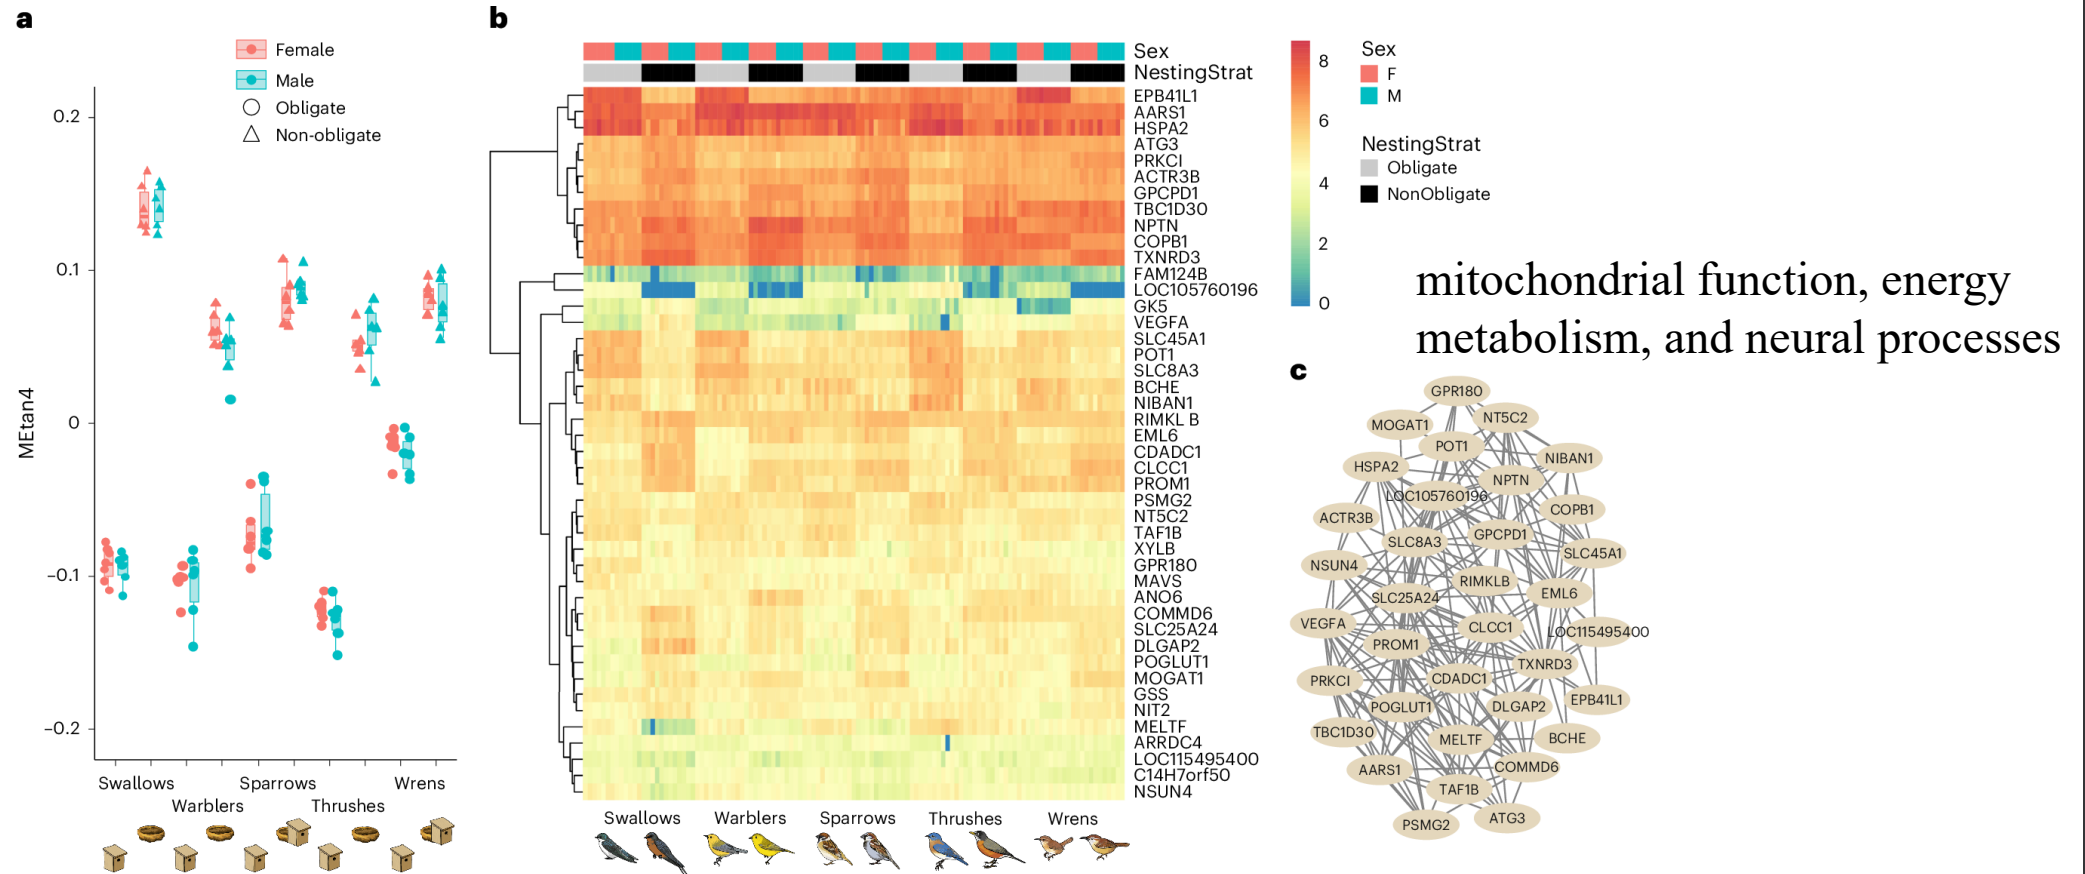 a
Female
Male
Obligate
Non-obligate
0.2
0.1
0
−0.1
−0.2
MEtan4
Swallows
Warblers
Sparrows
Thrushes
Wrens
b
Sex
NestingStrat
EPB41L1
AARS1
HSPA2
ATG3
PRKCI
ACTR3B
GPCPD1
TBC1D30
NPTN
COPB1
TXNRD3
FAM124B
LOC105760196
GK5
VEGFA
SLC45A1
POT1
SLC8A3
BCHE
NIBAN1
RIMKL B
EML6
CDADC1
CLCC1
PROM1
PSMG2
NT5C2
TAF1B
XYLB
GPR180
MAVS
ANO6
COMMD6
SLC25A24
DLGAP2
POGLUT1
MOGAT1
GSS
NIT2
MELTF
ARRDC4
LOC115495400
C14H7orf50
NSUN4
Swallows
Warblers
Sparrows
Thrushes
Wrens
8
6
4
2
0
Sex
F
M
NestingStrat
Obligate
NonObligate
mitochondrial function, energy
metabolism, and neural processes
c
GPR180
NT5C2
MOGAT1
POT1
NIBAN1
HSPA2
NPTN
LOC105760196
COPB1
ACTR3B
GPCPD1
SLC8A3
SLC45A1
NSUN4
RIMKLB
EML6
SLC25A24
VEGFA
CLCC1
LOC115495400
PROM1
TXNRD3
CDADC1
PRKCI
EPB41L1
POGLUT1
DLGAP2
TBC1D30
MELTF
BCHE
AARS1
COMMD6
TAF1B
ATG3
PSMG2